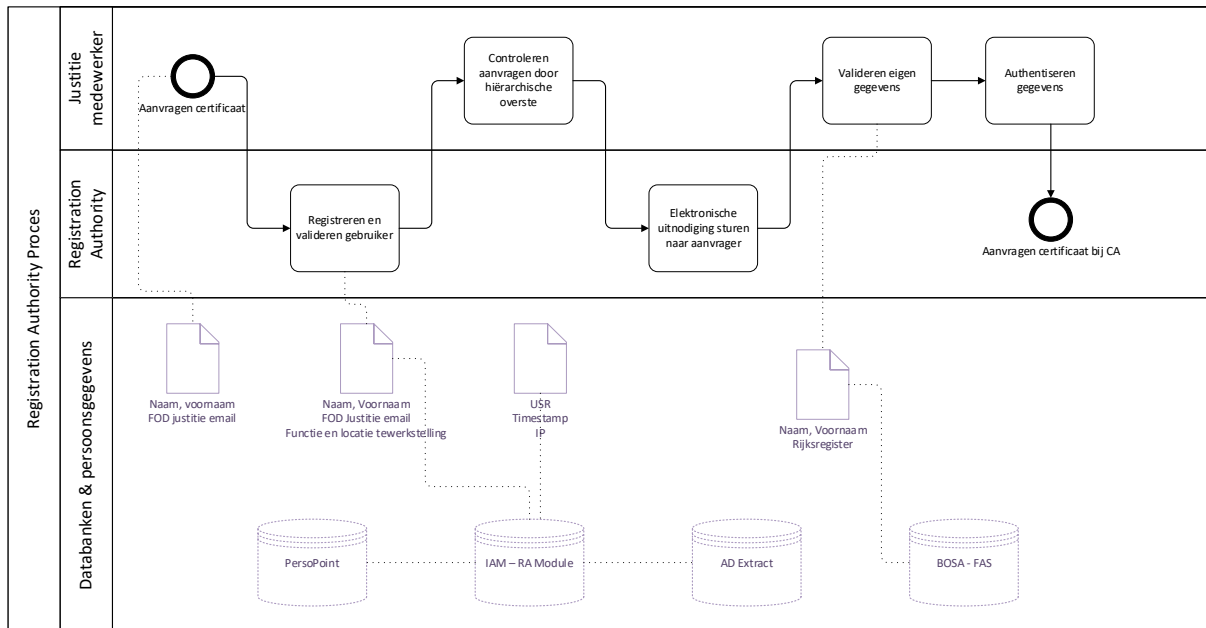 Registration Authority Proces
Justitie
medewerker
Aanvragen certificaat
Controleren
aanvragen door
hiërarchische
overste
Valideren eigen
gegevens
Authentiseren
gegevens
Registration
Authority
Registreren en
valideren gebruiker
Elektronische
uitnodiging sturen
naar aanvrager
Aanvragen certificaat bij CA
Databanken & persoonsgegevens
Naam, voornaam
FOD justitie email
Naam, Voornaam
FOD Justitie email
Functie en locatie tewerkstelling
USR
Timestamp
IP
Naam, Voornaam
Rijksregister
PersoPoint
IAM – RA Module
AD Extract
BOSA - FAS